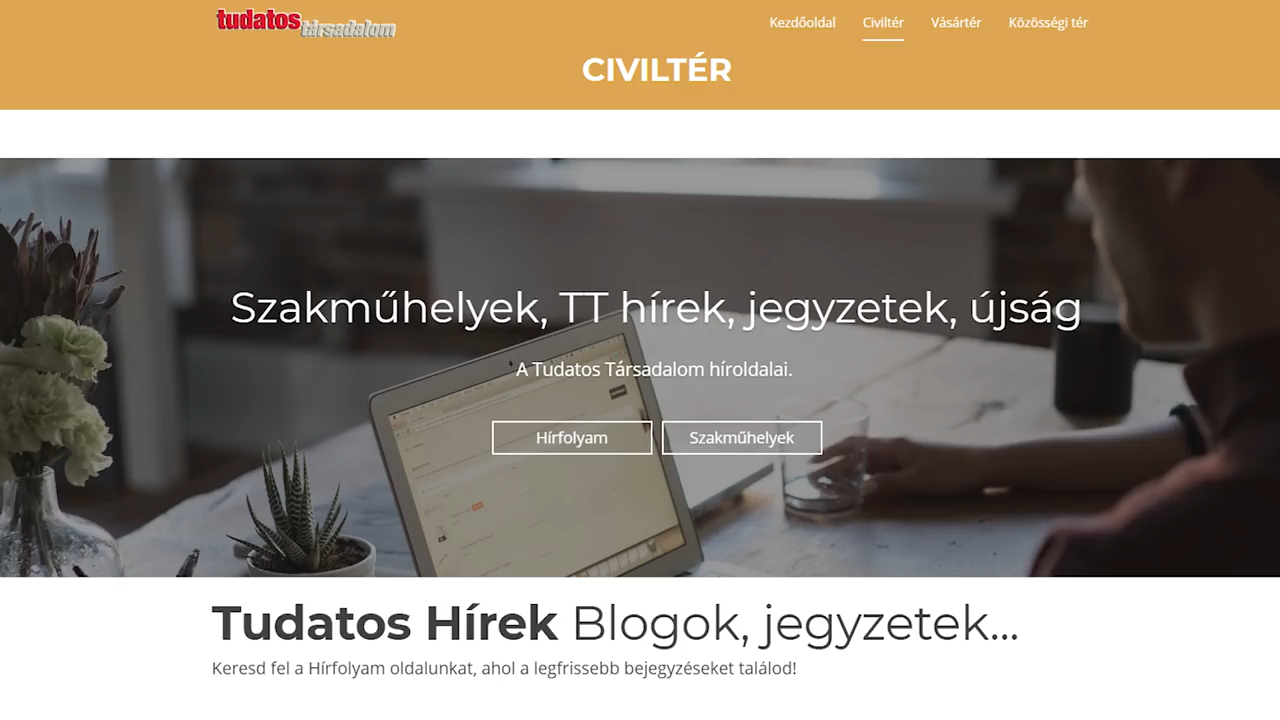 tudatos társadalom
Kezdőoldal Civiltér Vásártér Közösségi tér
CIVILTÉR
Szakműhelyek, TT hírek, jegyzetek, újság
A Tudatos Társadalom híroldalai.
Hírfolyam Szakműhelyek
Tudatos Hírek Blogok, jegyzetek...
Keresd fel a Hírfolyam oldalunkat, ahol a legfrissebb bejegyzéseket találod!